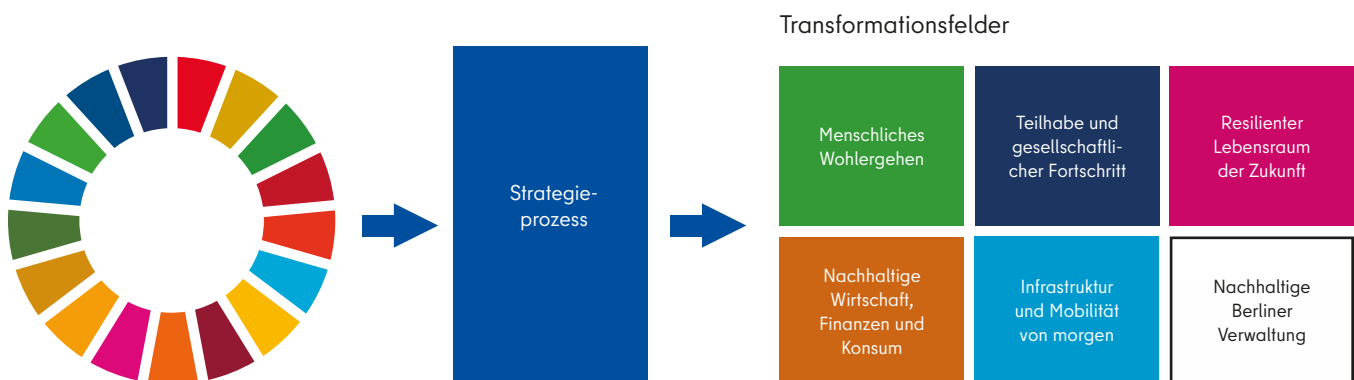 Transformationsfelder
Strategie-
prozess
Menschliches
Wohlergehen
Teilhabe und
gesellschaftli-
cher Fortschritt
Resilienter
Lebensraum
der Zukunft
Nachhaltige
Wirtschaft,
Finanzen und
Konsum
Infrastruktur
und Mobilität
von morgen
Nachhaltige
Berliner
Verwaltung